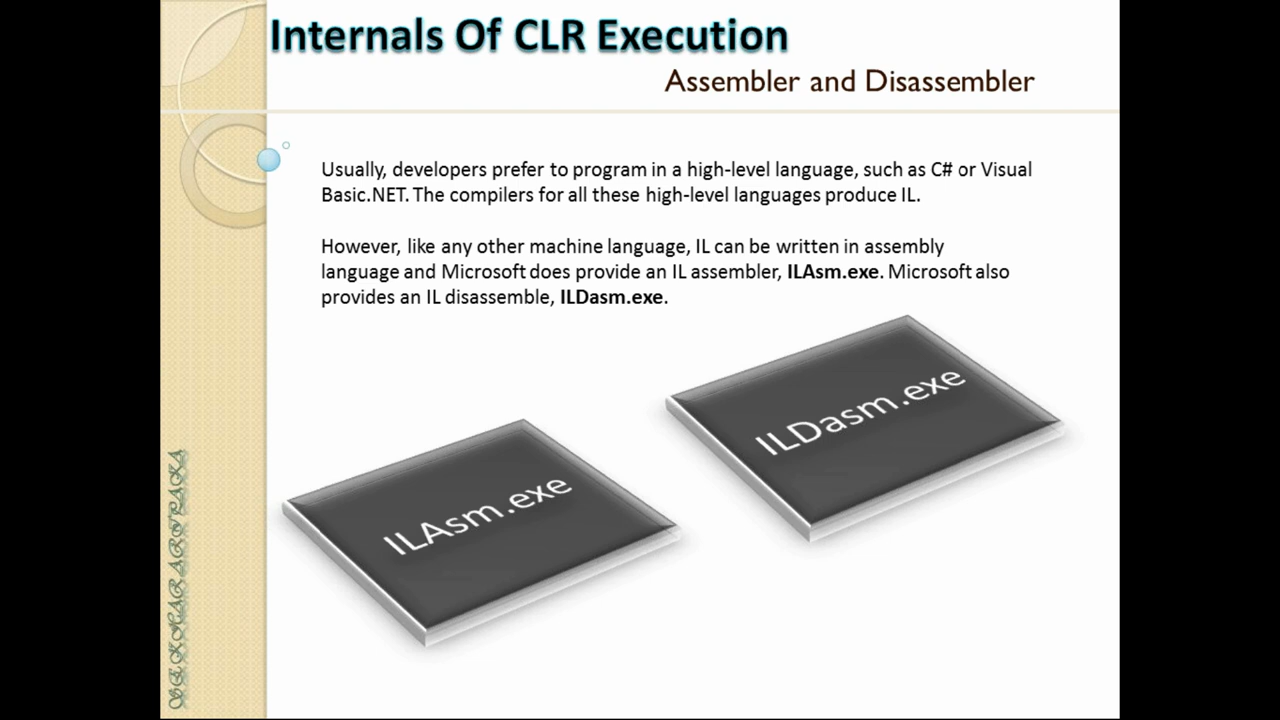 Internals Of CLR Execution
Assembler and Disassembler
Usually, developers prefer to program in a high-level language, such as C# or Visual
Basic.NET. The compilers for all these high-level languages produce IL.
However, like any other machine language, IL can be written in assembly
language and Microsoft does provide an IL assembler, ILAsm.exe. Microsoft also
provides an IL disassemble, ILDasm.exe.
ILDasm.exe
ILAsm.exe